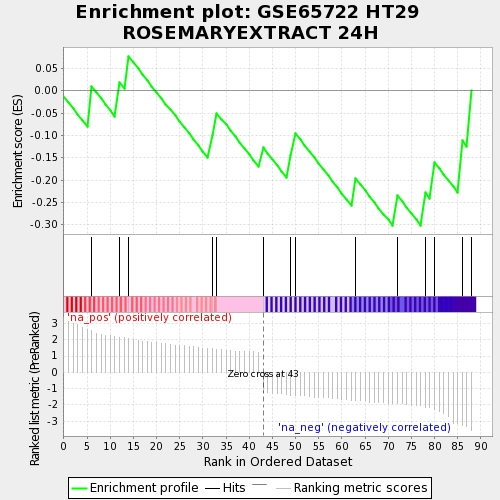 Enrichment plot: GSE65722 HT29
ROSEMARYEXTRACT 24H
Enrichment score (ES)
0.05
0.00
-0.05
-0.10
-0.15
-0.20
-0.25
-0.30
'na_pos' (positively correlated)
Ranked list metric (PreRanked)
3
2
1
0
-1
-2
-3
Zero cross at 43
'na_neg' (negatively correlated)
0 5 10 15 20 25 30 35 40 45 50 55 60 65 70 75 80 85 90
Rank in Ordered Dataset
Enrichment profile Hits Ranking metric scores